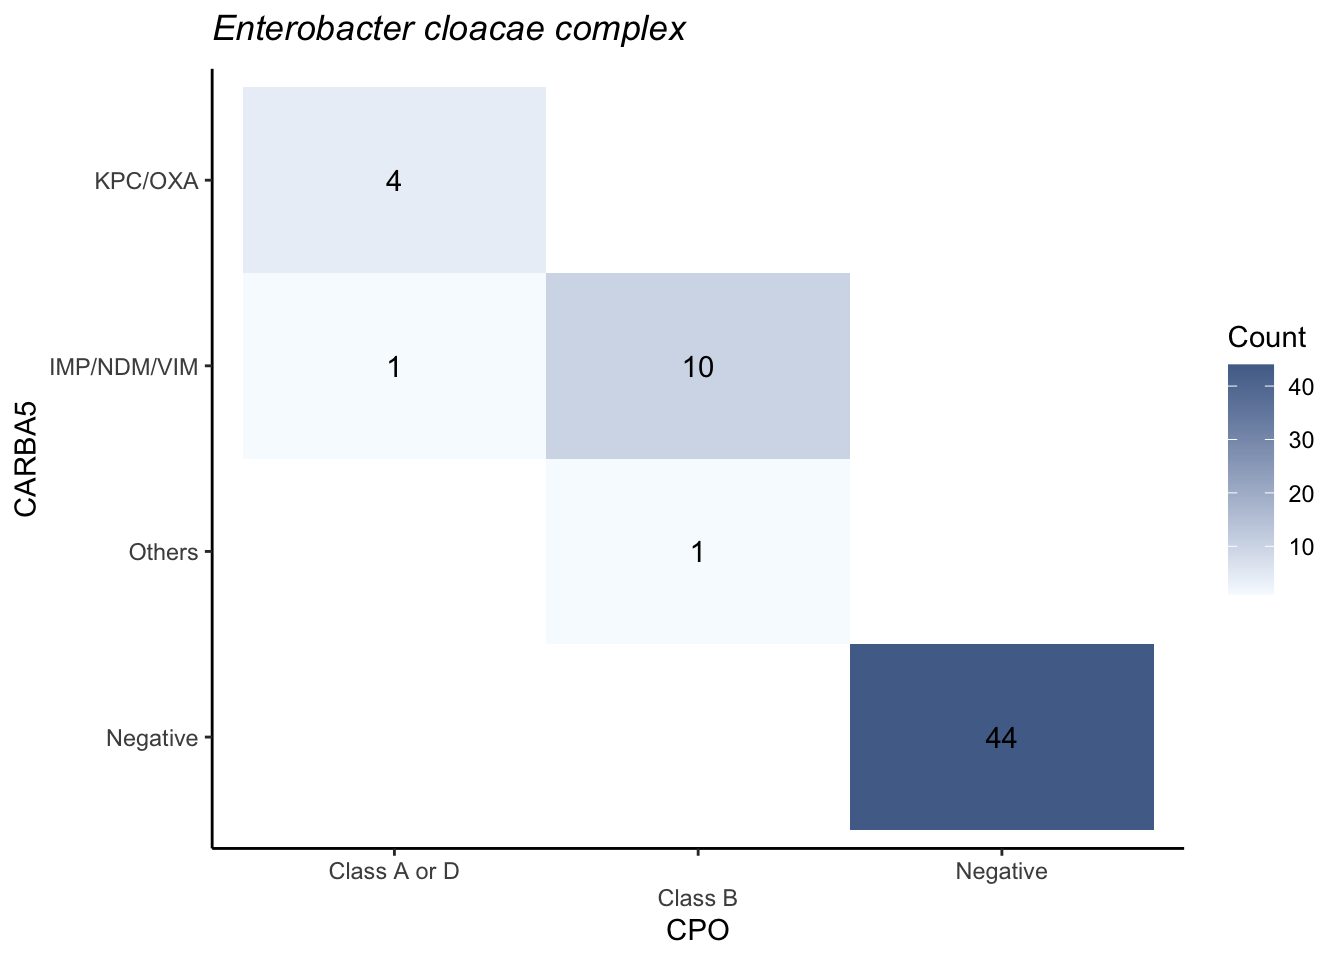 Enterobacter cloacae complex
KPC/OXA
4
IMP/NDM/VIM
1
10
Others
1
Negative
44
CARBA5
Class A or D
Class B
Negative
CPO
Count
40
30
20
10